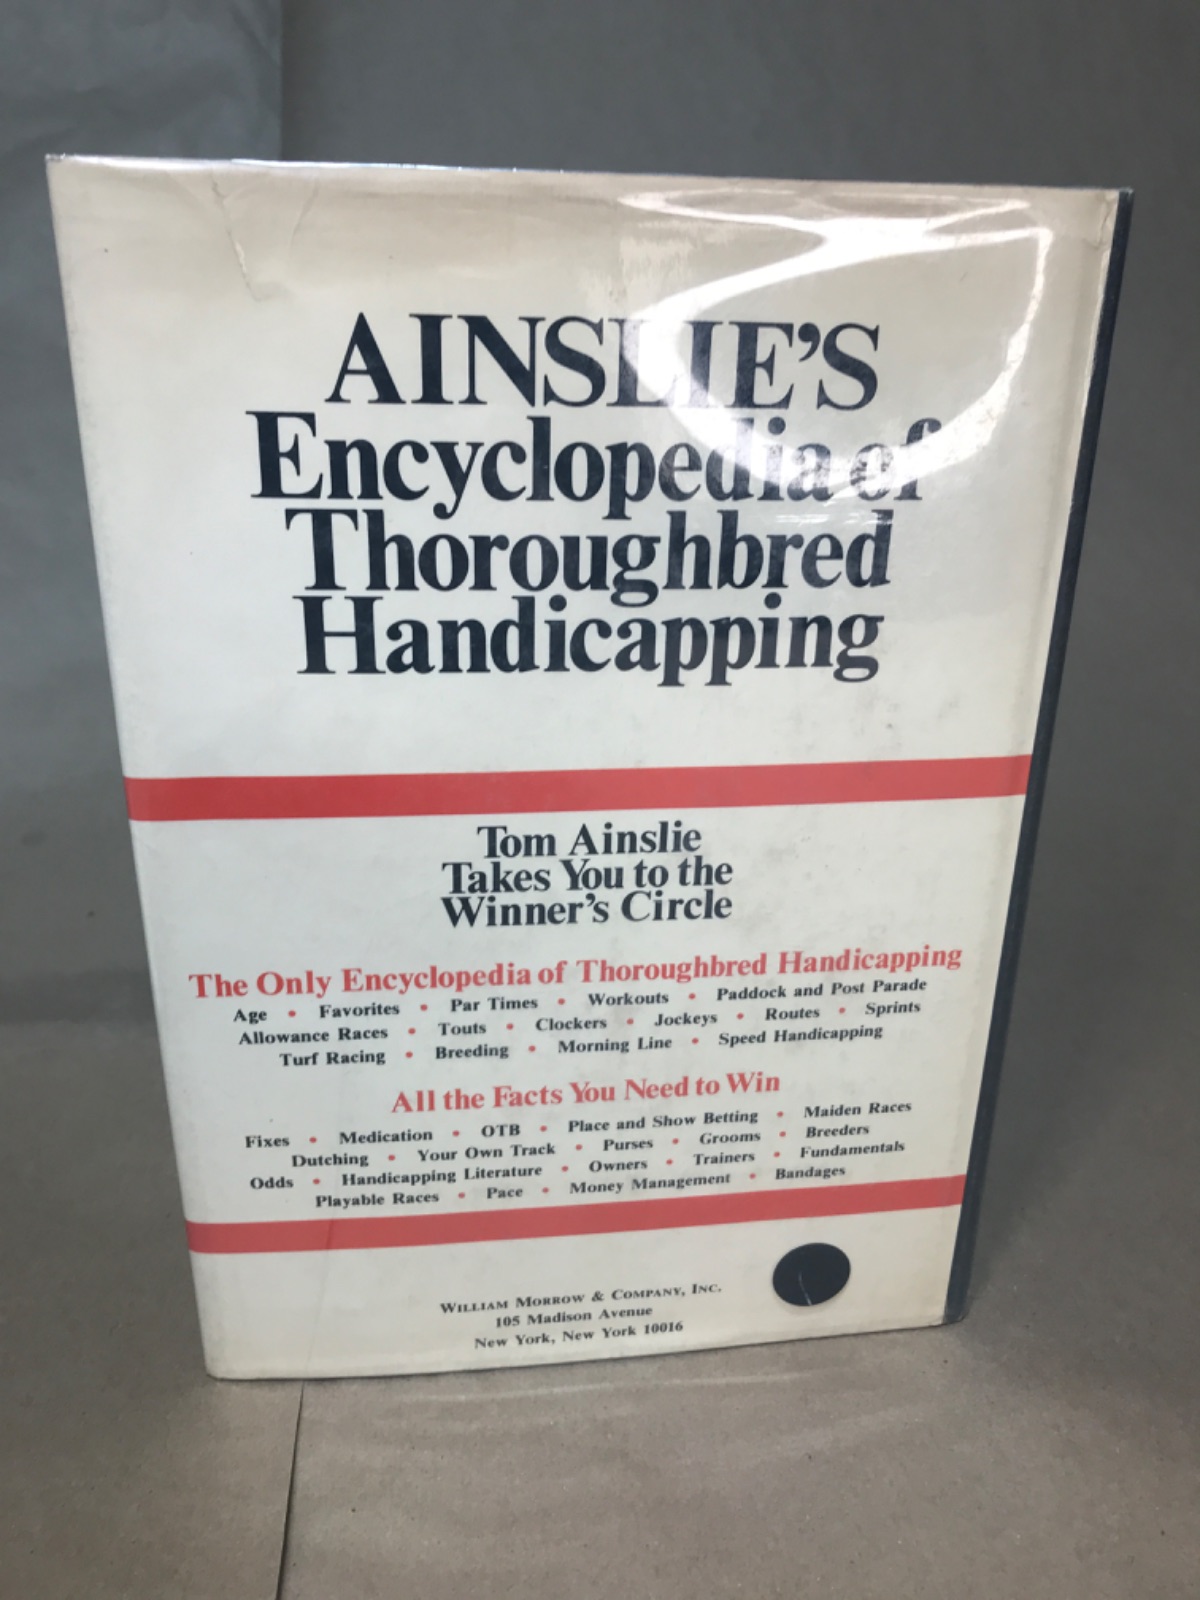 AINSLIE'S
Encyclopedia of
Thoroughbred
Handicapping
Tom Ainslie
Takes You to the
Winner's Circle
The Only Encyclopedia of Thoroughbred Handicapping
Age • Favorites • Par Times • Workouts • Paddock and Post Parade
Allowance Races • Touts • Clockers • Jockeys • Routes • Sprints
Turf Racing • Breeding • Morning Line • Speed Handicapping
All the Facts You Need to Win
Fixes • Medication • OTB • Place and Show Betting • Maiden Races
Dutching • Your Own Track • Purses • Grooms • Breeders
Odds • Handicapping Literature • Owners • Trainers • Fundamentals
Playable Races • Pace • Money Management • Bandages
WILLIAM MORROW & COMPANY, INC.
105 Madison Avenue
New York, New York 10016